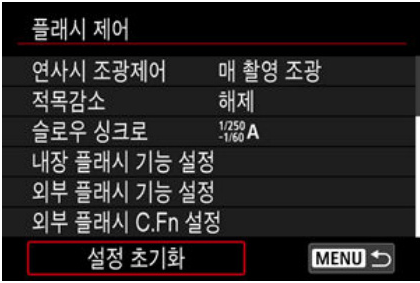 플래시 제어
연사시 조광제어 매 촬영 조광
적목감소 해제
슬로우 싱크로 1/250-1/60 A
내장 플래시 기능 설정
외부 플래시 기능 설정
외부 플래시 C.Fn 설정
설정 초기화 MENU